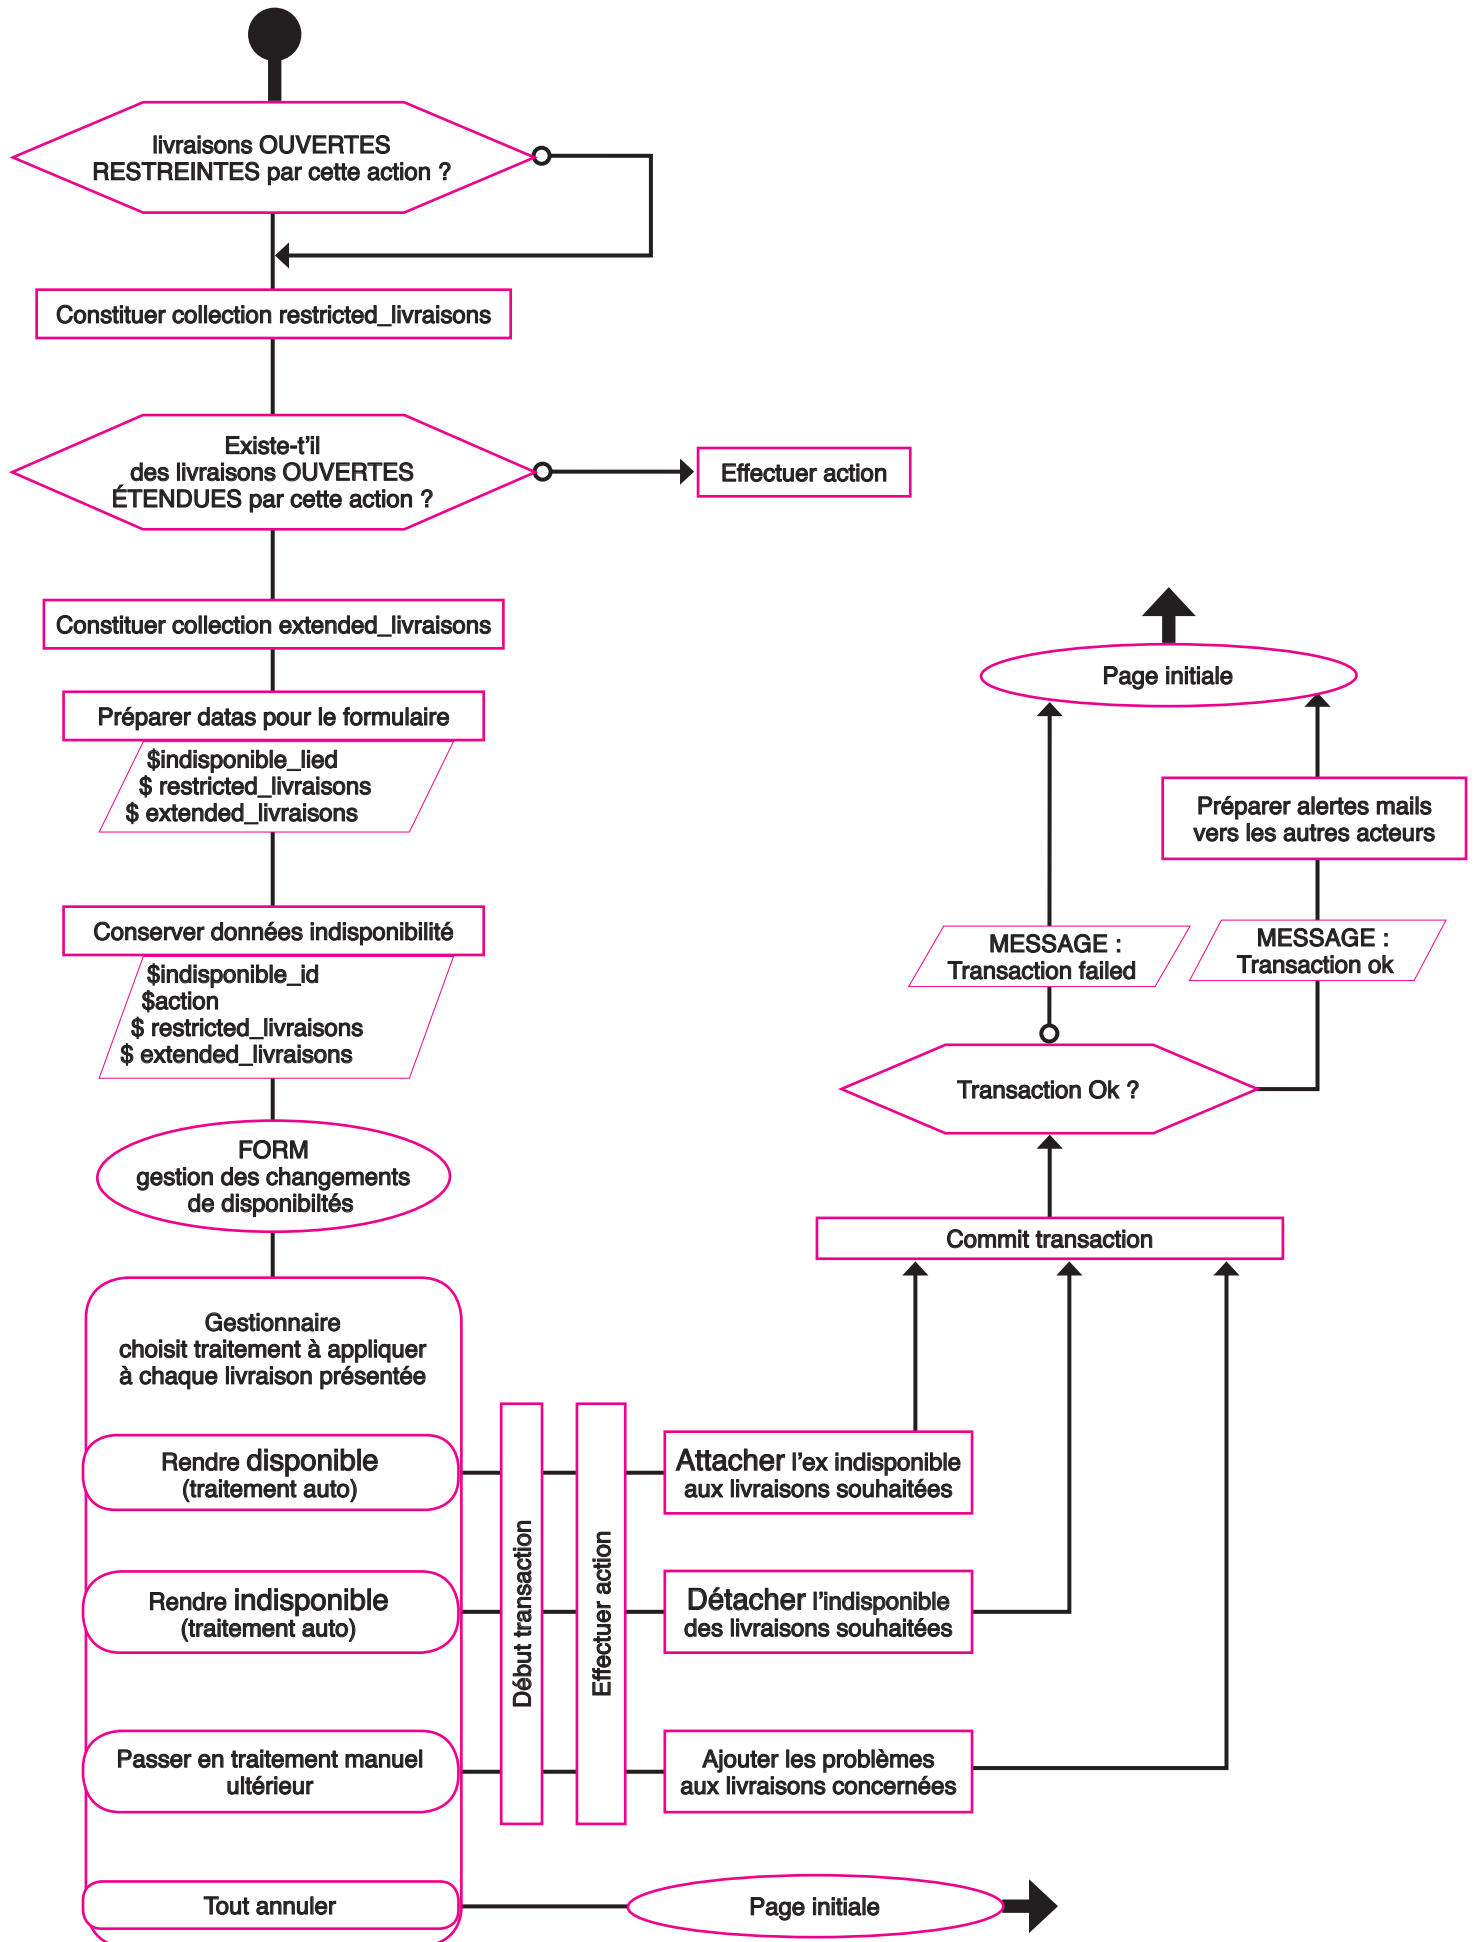 livraisons OUVERTES
RESTREINTES par cette action ?
Constituer collection restricted_livraisons
Existe-t’il
des livraisons OUVERTES
ÉTENDUES par cette action ?
Effectuer action
Constituer collection extended_livraisons
Préparer datas pour le formulaire
$indisponible_lied
$ restricted_livraisons
$ extended_livraisons
Conserver données indisponibilité
$indisponible_id
$action
$ restricted_livraisons
$ extended_livraisons
FORM
gestion des changements
de disponibiltés
Gestionnaire
choisit traitement à appliquer
à chaque livraison présentée
Rendre disponible
(traitement auto)
Rendre indisponible
(traitement auto)
Passer en traitement manuel
ultérieur
Tout annuler
Début transaction
Effectuer action
Attacher l’ex indisponible
aux livraisons souhaitées
Détacher l’indisponible
des livraisons souhaitées
Ajouter les problèmes
aux livraisons concernées
Page initiale
Commit transaction
Transaction Ok ?
MESSAGE :
Transaction failed
MESSAGE :
Transaction ok
Préparer alertes mails
vers les autres acteurs
Page initiale